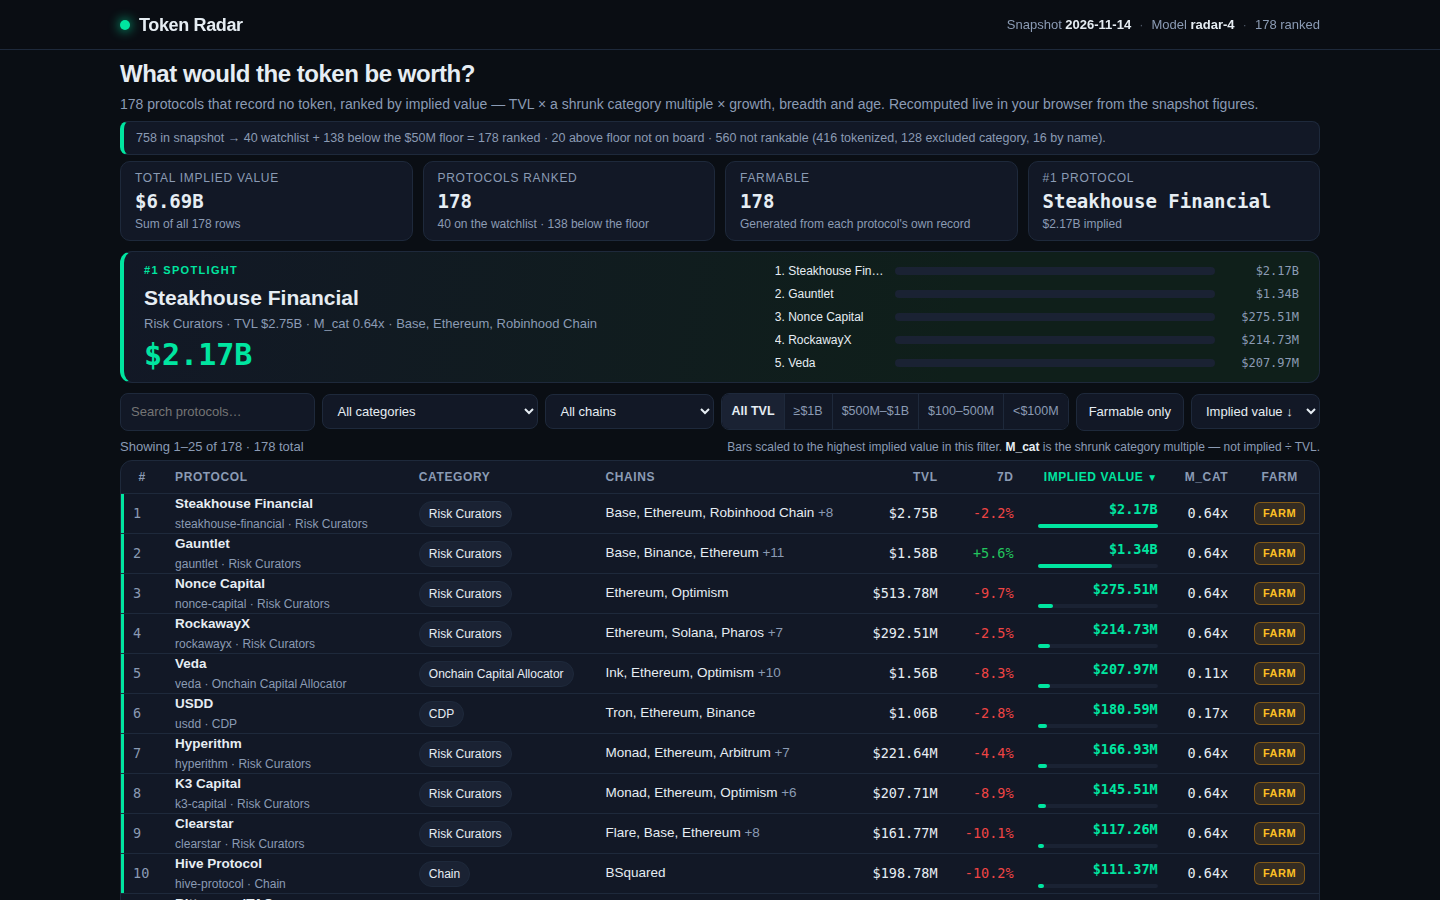 Token Radar
Snapshot 2026-11-14 · Model radar-4 · 178 ranked
What would the token be worth?
178 protocols that record no token, ranked by implied value — TVL × a shrunk category multiple × growth, breadth and age. Recomputed live in your browser from the snapshot figures.
758 in snapshot → 40 watchlist + 138 below the $50M floor = 178 ranked · 20 above floor not on board · 560 not rankable (416 tokenized, 128 excluded category, 16 by name).
TOTAL IMPLIED VALUE
$6.69B
Sum of all 178 rows
PROTOCOLS RANKED
178
40 on the watchlist · 138 below the floor
FARMABLE
178
Generated from each protocol's own record
#1 PROTOCOL
Steakhouse Financial
$2.17B implied
#1 SPOTLIGHT
Steakhouse Financial
Risk Curators · TVL $2.75B · M_cat 0.64x · Base, Ethereum, Robinhood Chain
$2.17B
1. Steakhouse Fin… $2.17B
2. Gauntlet $1.34B
3. Nonce Capital $275.51M
4. RockawayX $214.73M
5. Veda $207.97M
Search protocols… All categories All chains All TVL ≥$1B $500M–$1B $100–500M <$100M Farmable only Implied value ↓
Showing 1–25 of 178 · 178 total
Bars scaled to the highest implied value in this filter. M_cat is the shrunk category multiple — not implied ÷ TVL.
# PROTOCOL CATEGORY CHAINS TVL 7D IMPLIED VALUE ▼ M_CAT FARM
1 Steakhouse Financial Risk Curators Base, Ethereum, Robinhood Chain +8 $2.75B -2.2% $2.17B 0.64x FARM
steakhouse-financial · Risk Curators
2 Gauntlet Risk Curators Base, Binance, Ethereum +11 $1.58B +5.6% $1.34B 0.64x FARM
gauntlet · Risk Curators
3 Nonce Capital Risk Curators Ethereum, Optimism $513.78M -9.7% $275.51M 0.64x FARM
nonce-capital · Risk Curators
4 RockawayX Risk Curators Ethereum, Solana, Pharos +7 $292.51M -2.5% $214.73M 0.64x FARM
rockawayx · Risk Curators
5 Veda Onchain Capital Allocator Ink, Ethereum, Optimism +10 $1.56B -8.3% $207.97M 0.11x FARM
veda · Onchain Capital Allocator
6 USDD CDP Tron, Ethereum, Binance $1.06B -2.8% $180.59M 0.17x FARM
usdd · CDP
7 Hyperithm Risk Curators Monad, Ethereum, Arbitrum +7 $221.64M -4.4% $166.93M 0.64x FARM
hyperithm · Risk Curators
8 K3 Capital Risk Curators Monad, Ethereum, Optimism +6 $207.71M -8.9% $145.51M 0.64x FARM
k3-capital · Risk Curators
9 Clearstar Risk Curators Flare, Base, Ethereum +8 $161.77M -10.1% $117.26M 0.64x FARM
clearstar · Risk Curators
10 Hive Protocol Chain BSquared $198.78M -10.2% $111.37M 0.64x FARM
hive-protocol · Chain